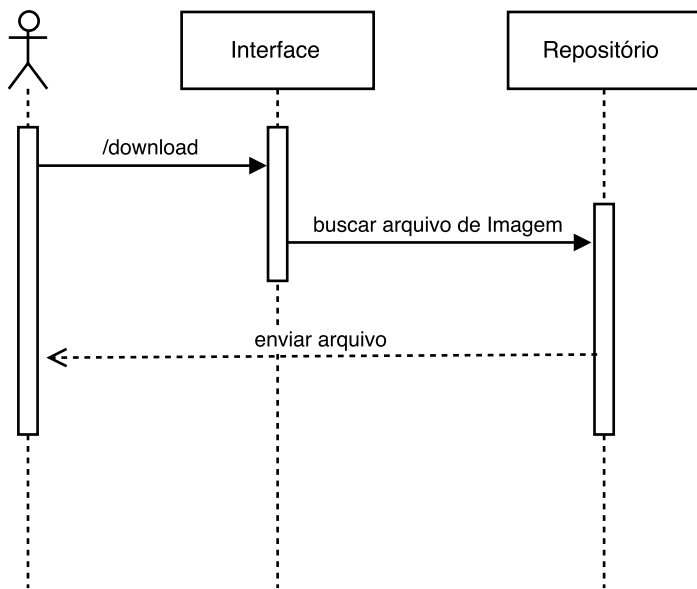 Interface
Repositório
/download
buscar arquivo de Imagem
enviar arquivo